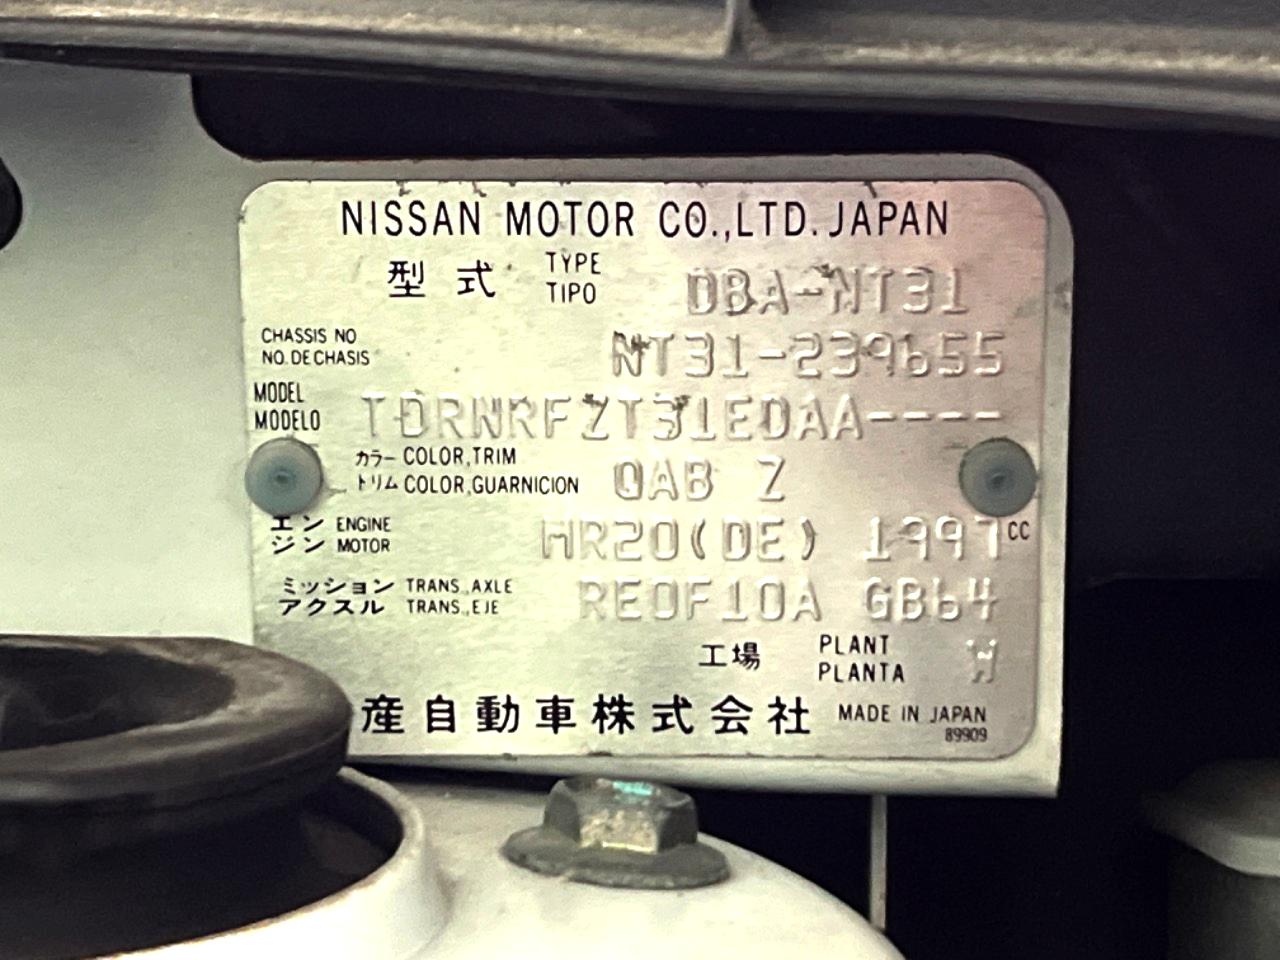 NISSAN MOTOR CO.,LTD. JAPAN
型式 TYPE TIPO DBA-NT31
CHASSIS NO NO. DE CHASIS NT31-239655
MODEL MODELO TDRNRFZT31EDAA----
カラー COLOR,TRIM トリム COLOR,GUARNICION QAB Z
エンジン ENGINE MOTOR MR20(DE) 1997CC
ミッション TRANS.,AXLE アクスル TRANS.,EJE RE0F10A GB64
工場 PLANT PLANTA W
産自動車株式会社 MADE IN JAPAN
89909